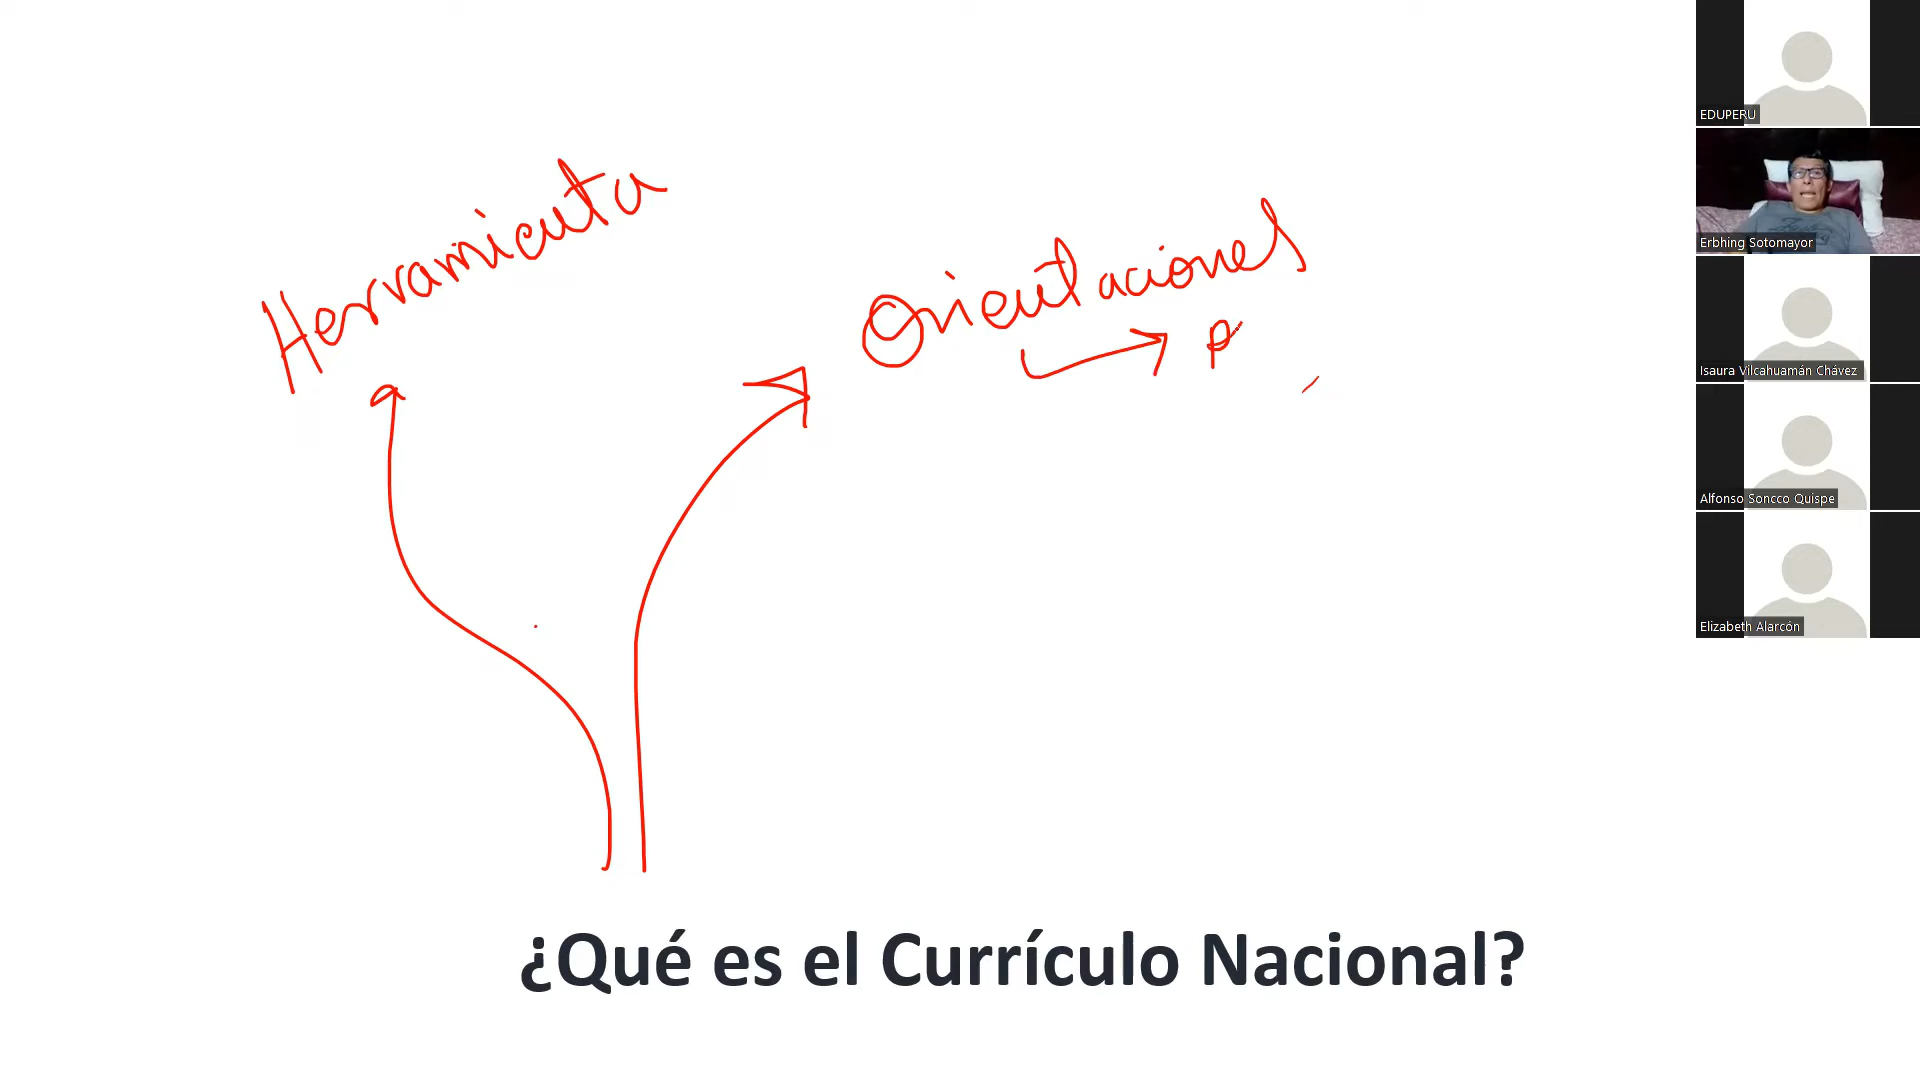 Herramienta
Orientaciones
P
¿Qué es el Currículo Nacional?
EDUPERU
Erbhing Sotomayor
Isaura Vilcahuamán Chávez
Alfonso Soncco Quispe
Elizabeth Alarcón